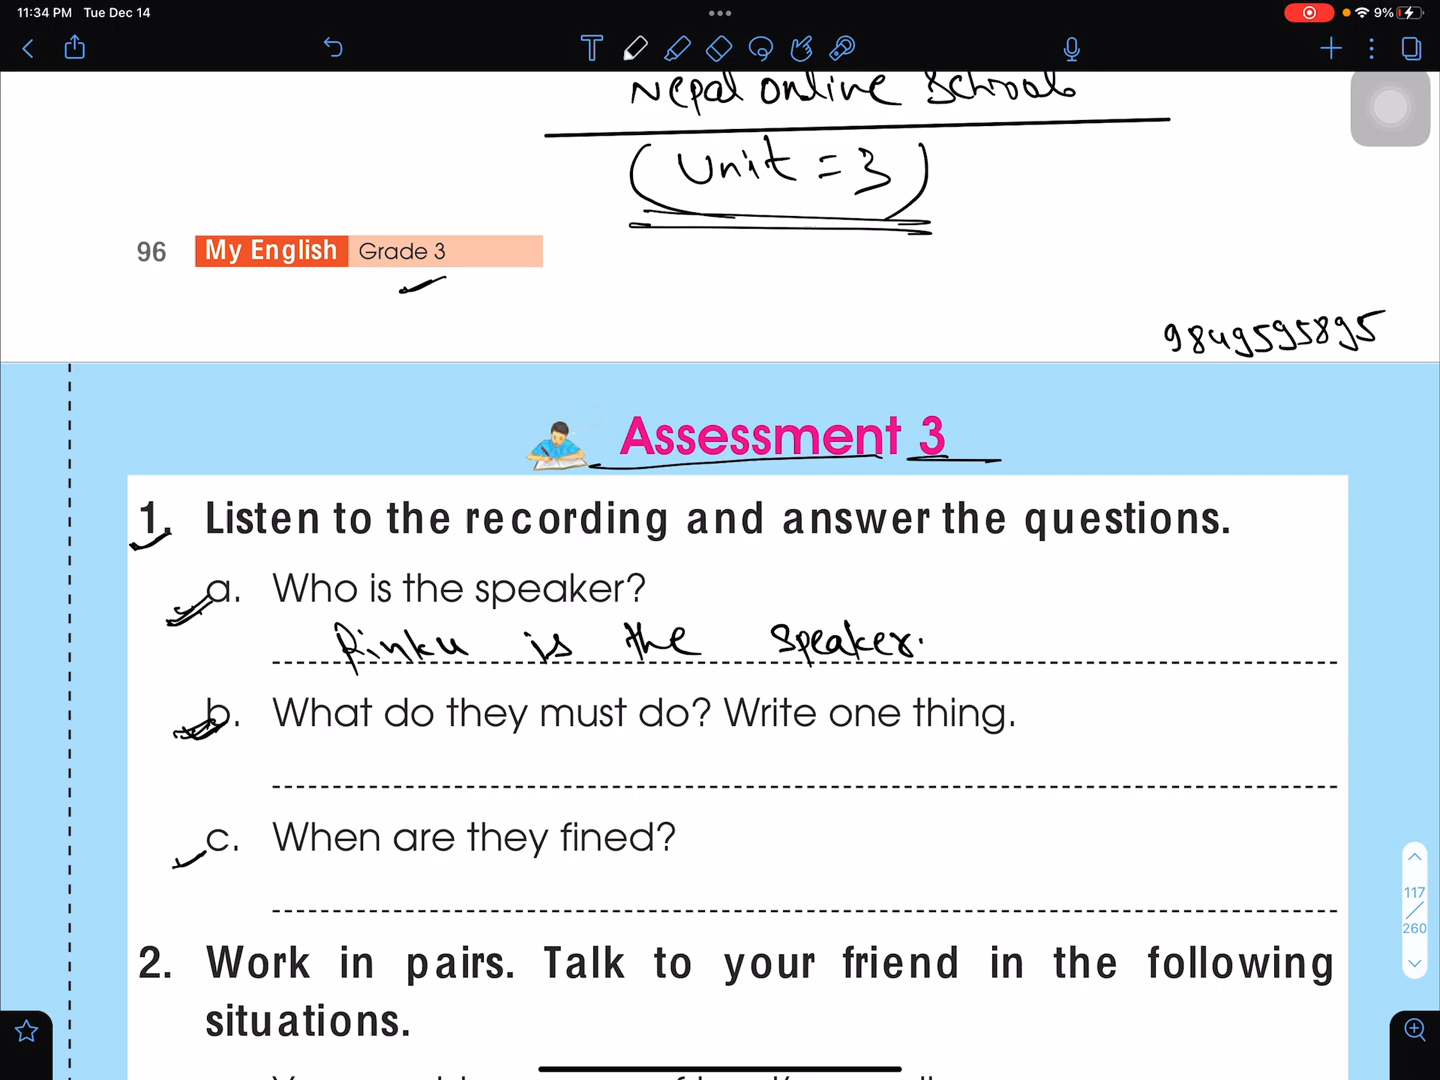 11:34 PM Tue Dec 14
9%
Nepal online Schools
(Unit = 3)
96 My English Grade 3
9849595895
Assessment 3
1. Listen to the recording and answer the questions.
a. Who is the speaker?
Rinku is the speaker.
b. What do they must do? Write one thing.
c. When are they fined?
117
260
2. Work in pairs. Talk to your friend in the following
situations.